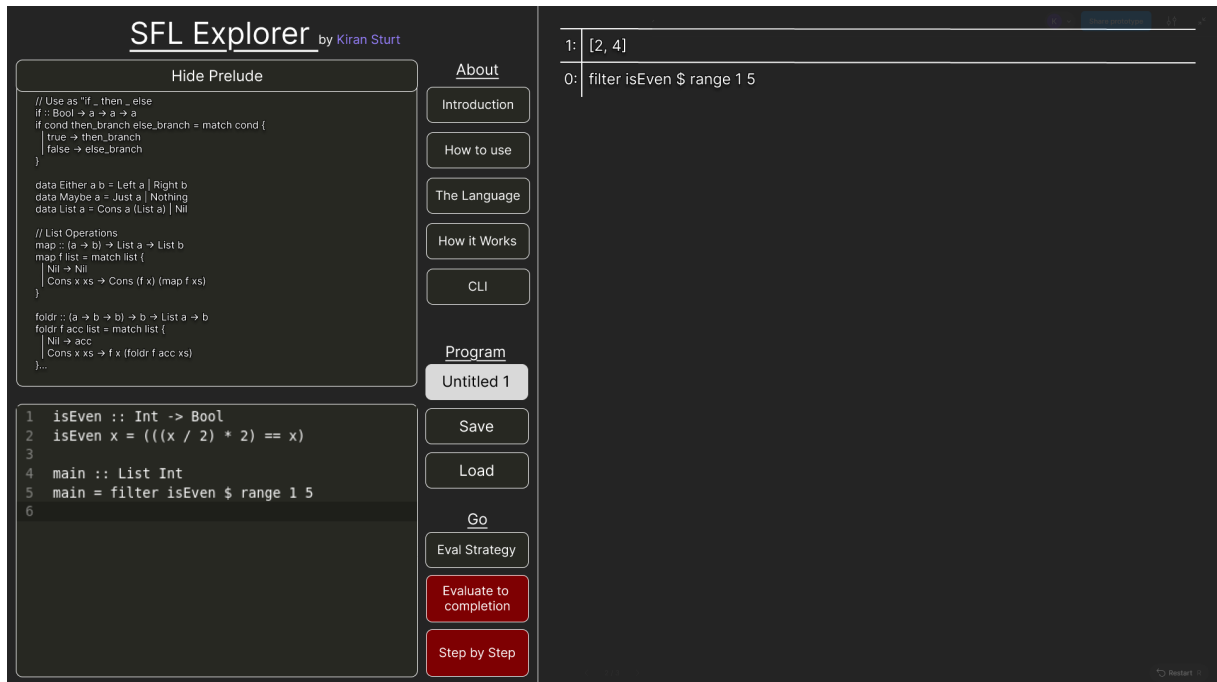 SFL Explorer by Kiran Sturt
Hide Prelude
// Use as "if _ then _ else
if :: Bool → a → a → a
if cond then_branch else_branch = match cond {
| true → then_branch
| false → else_branch
}
data Either a b = Left a | Right b
data Maybe a = Just a | Nothing
data List a = Cons a (List a) | Nil
// List Operations
map :: (a → b) → List a → List b
map f list = match list {
| Nil → Nil
| Cons x xs → Cons (f x) (map f xs)
}
foldr :: (a → b → b) → b → List a → b
foldr f acc list = match list {
| Nil → acc
| Cons x xs → f x (foldr f acc xs)
}...
1 isEven :: Int -> Bool
2 isEven x = (((x / 2) * 2) == x)
3
4 main :: List Int
5 main = filter isEven $ range 1 5
6
About
Introduction
How to use
The Language
How it Works
CLI
Program
Untitled 1
Save
Load
Go
Eval Strategy
Evaluate to
completion
Step by Step
K
Share prototype
1: [2, 4]
0: filter isEven $ range 1 5
Restart